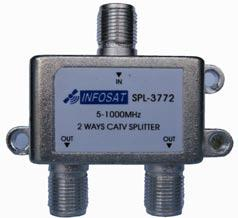 IN
INFOSAT SPL-3772
5-1000MHz
2 WAYS CATV SPLITTER
OUT OUT